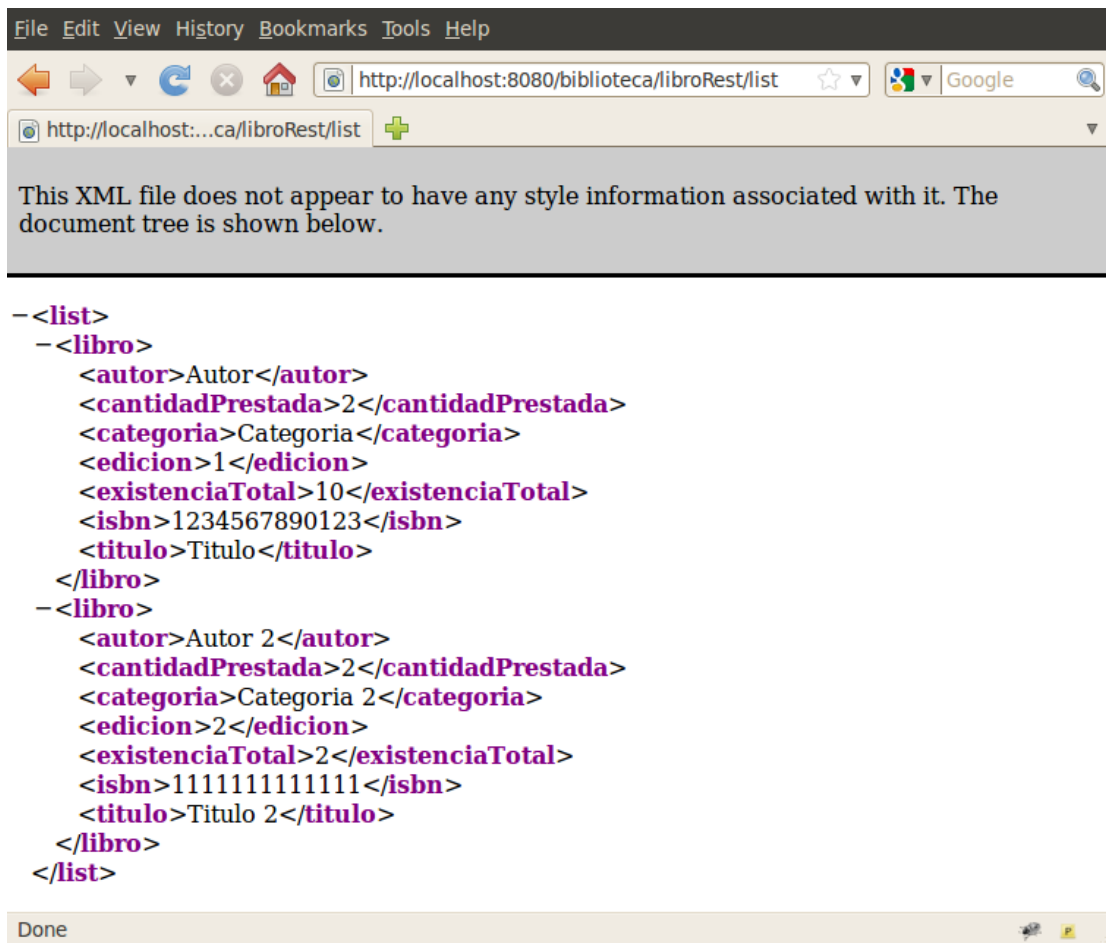 File Edit View History Bookmarks Tools Help
http://localhost:8080/biblioteca/libroRest/list Google
http://localhost:...ca/libroRest/list
This XML file does not appear to have any style information associated with it. The
document tree is shown below.
−<list>
−<libro>
<autor>Autor</autor>
<cantidadPrestada>2</cantidadPrestada>
<categoria>Categoria</categoria>
<edicion>1</edicion>
<existenciaTotal>10</existenciaTotal>
<isbn>1234567890123</isbn>
<titulo>Titulo</titulo>
</libro>
−<libro>
<autor>Autor 2</autor>
<cantidadPrestada>2</cantidadPrestada>
<categoria>Categoria 2</categoria>
<edicion>2</edicion>
<existenciaTotal>2</existenciaTotal>
<isbn>1111111111111</isbn>
<titulo>Titulo 2</titulo>
</libro>
</list>
Done P